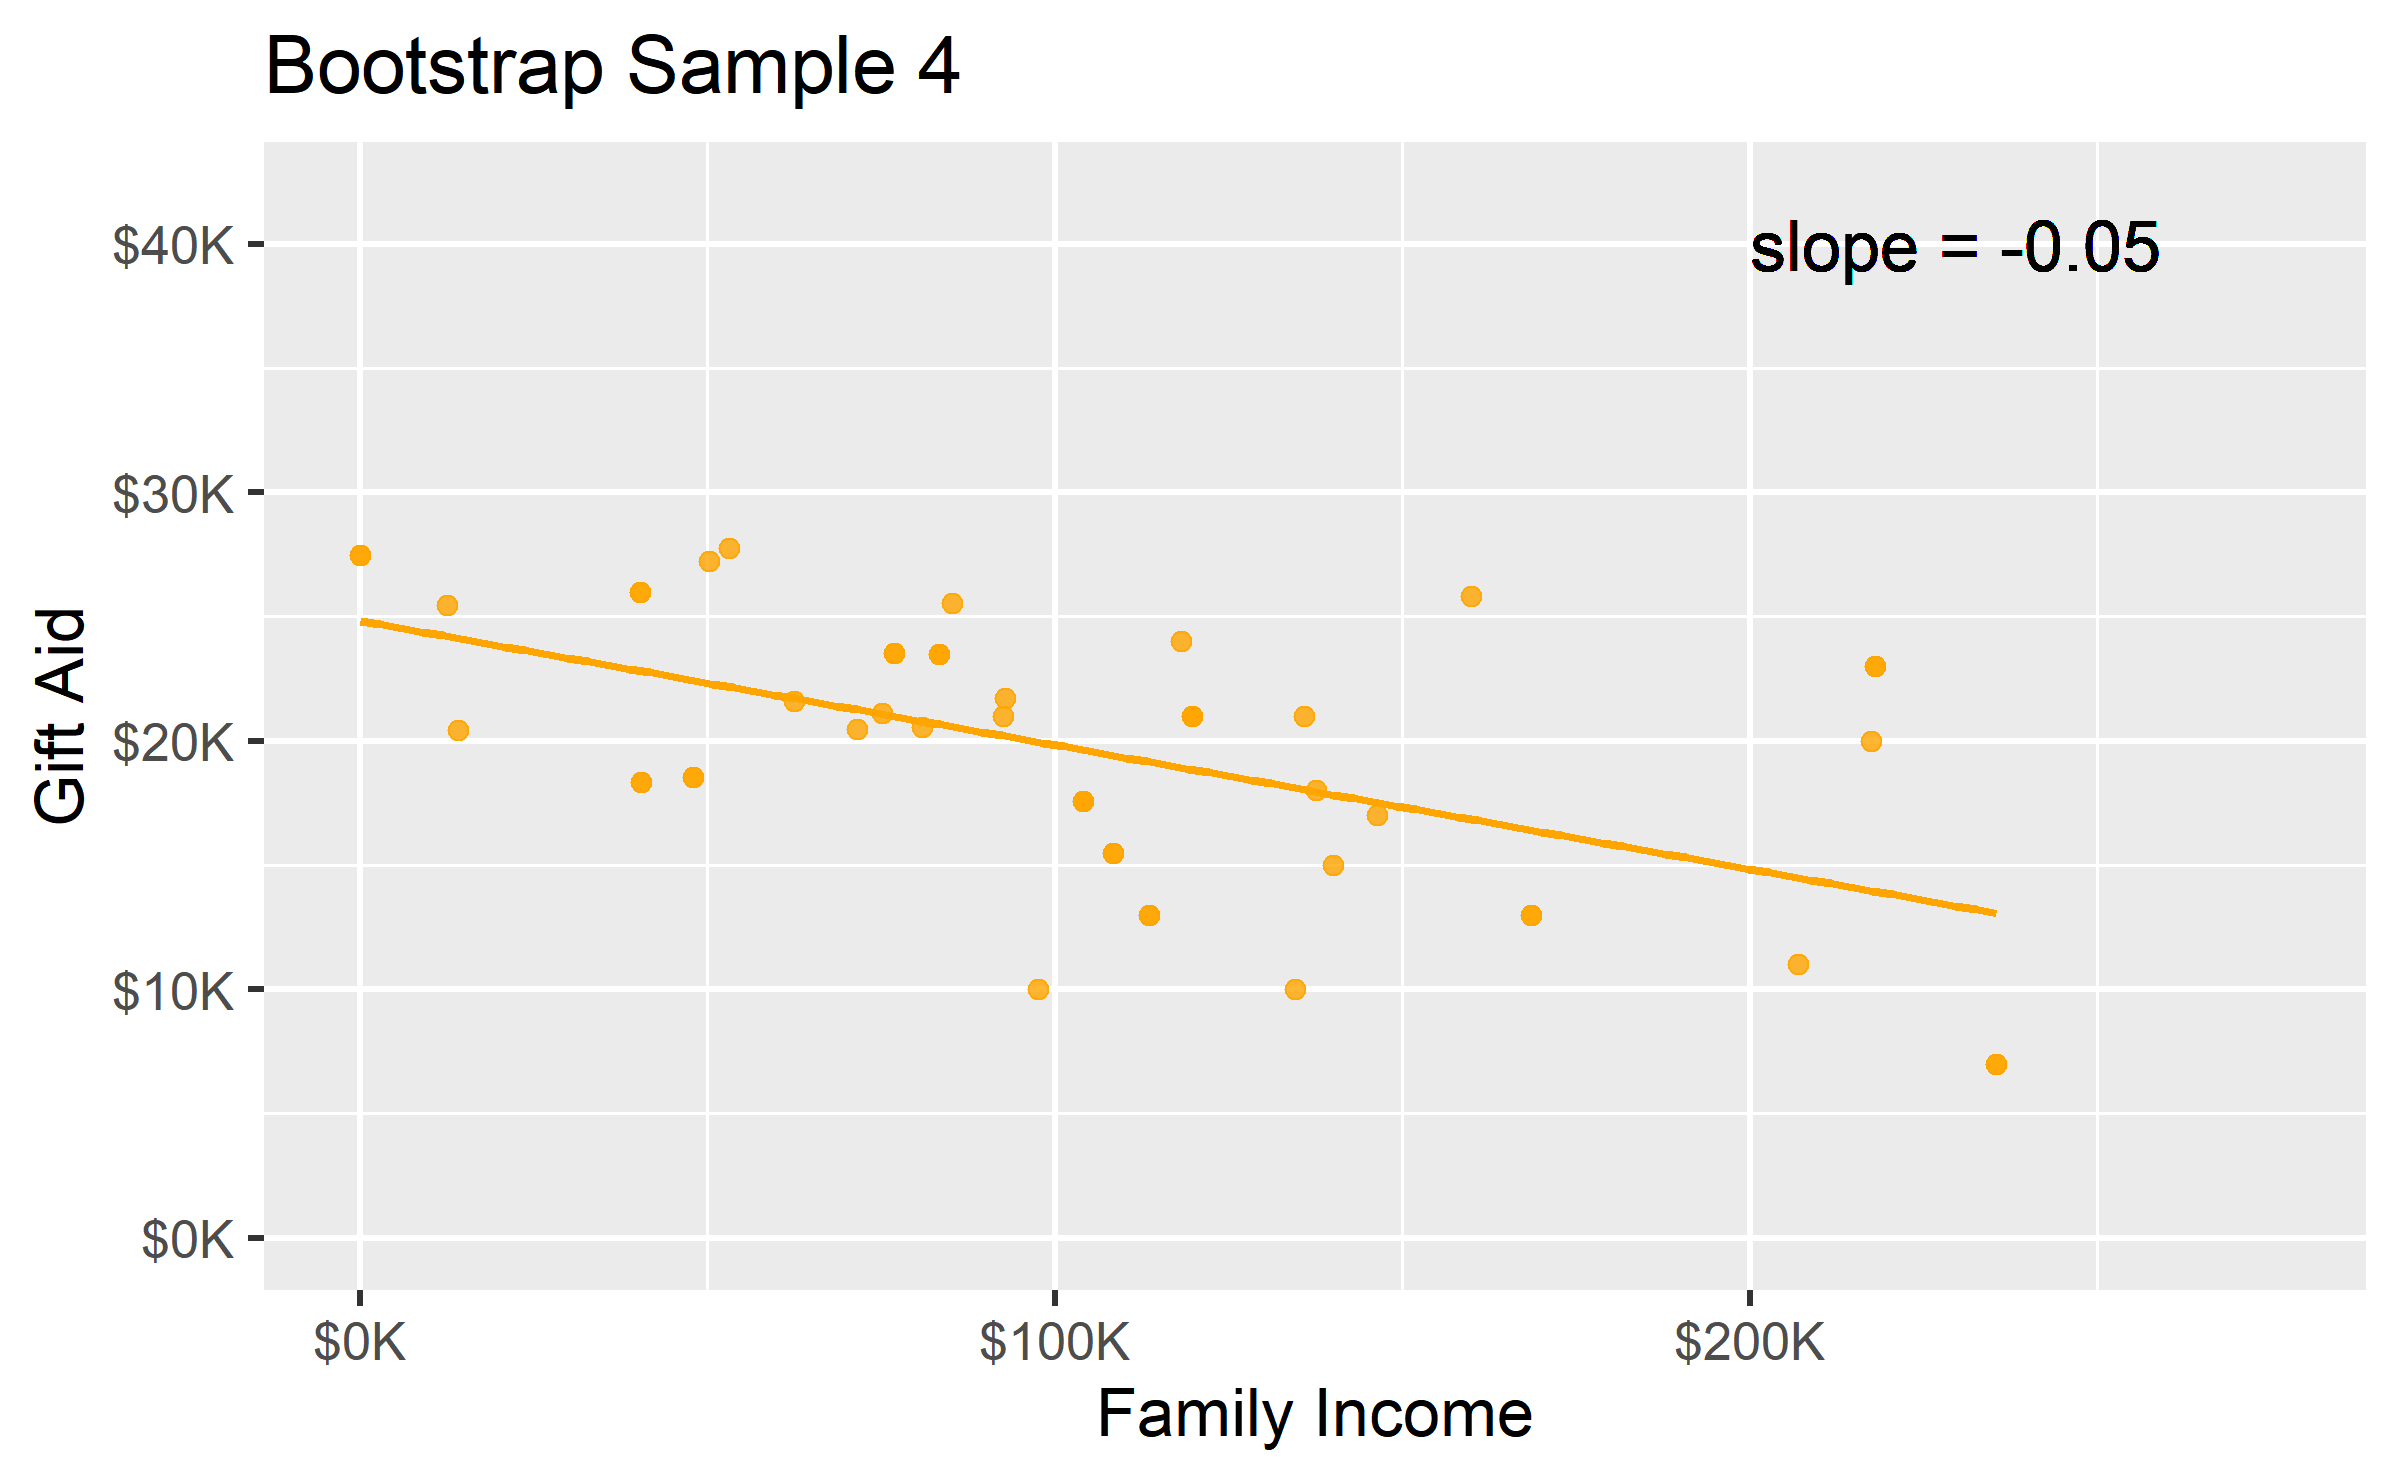 Bootstrap Sample 4
slope = -0.05
$40K
$30K
$20K
$10K
$0K
Gift Aid
$0K
$100K
$200K
Family Income